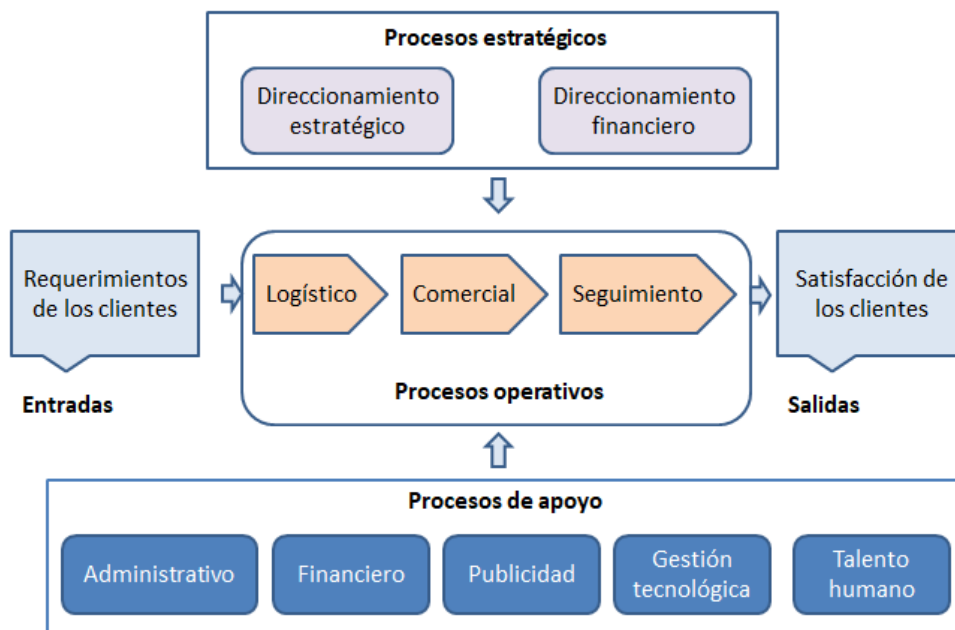 Procesos estratégicos
Direccionamiento
estratégico
Direccionamiento
financiero
Requerimientos
de los clientes
Entradas
Logístico
Comercial
Seguimiento
Procesos operativos
Satisfacción de
los clientes
Salidas
Procesos de apoyo
Administrativo
Financiero
Publicidad
Gestión
tecnológica
Talento
humano